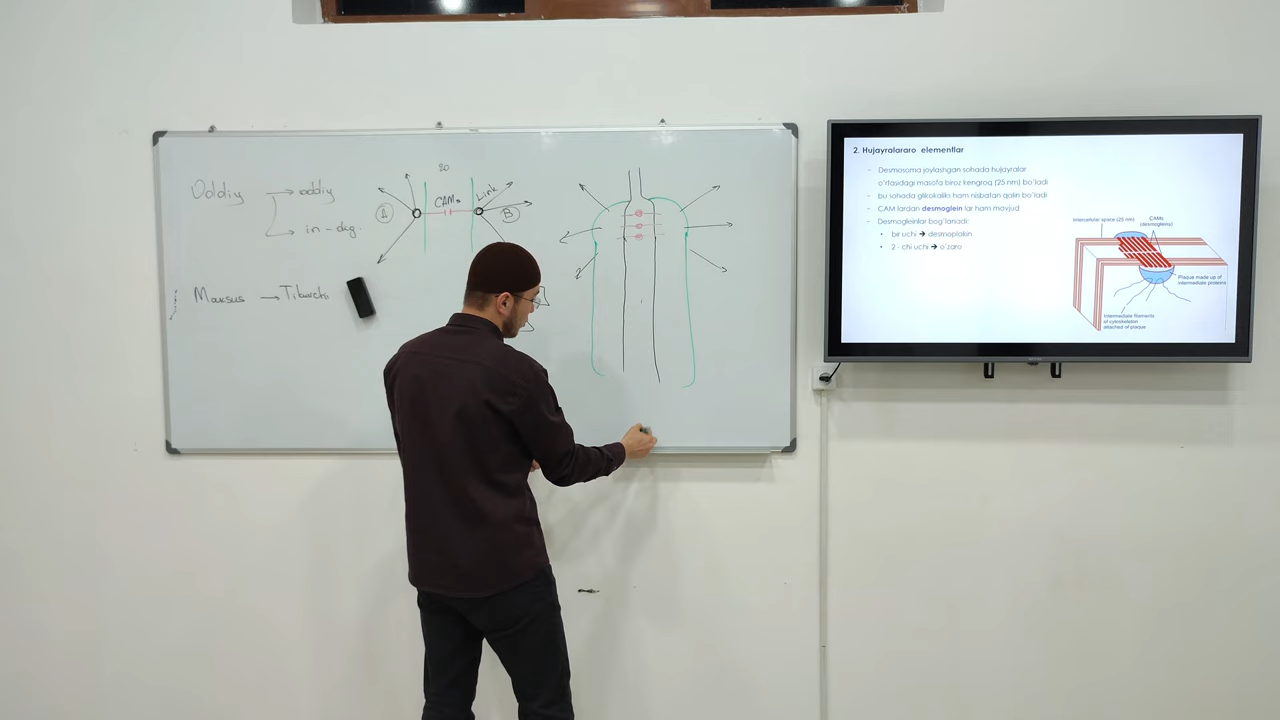 Oddiy → oddiy
→ in-dig.
Maxsus →
20
A
CAMs
Link
B
2. Hujayralararo elementlar
- Desmosoma joylashgan sohada hujayralar
o'rtasidagi masofa biroz kengroq (25 nm) bo'ladi
- bu sohada glikokaliks ham nisbatan qalin bo'ladi
- CAM lardan desmoglein lar ham mavjud
- Desmogleinlar bog'lanadi:
• bir uchi → desmoplakin
• 2 - chi uchi → o'zaro
Intercellular space (25 nm)
CAMs
(desmogleins)
Plaque made up of
intermediate proteins
Intermediate filaments
of cytoskeleton
attached of plaque